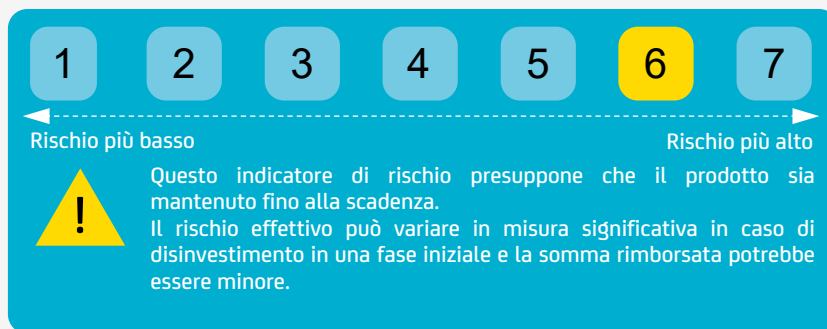 1 2 3 4 5 6 7
Rischio più basso Rischio più alto
!
Questo indicatore di rischio presuppone che il prodotto sia
mantenuto fino alla scadenza.
Il rischio effettivo può variare in misura significativa in caso di
disinvestimento in una fase iniziale e la somma rimborsata potrebbe
essere minore.